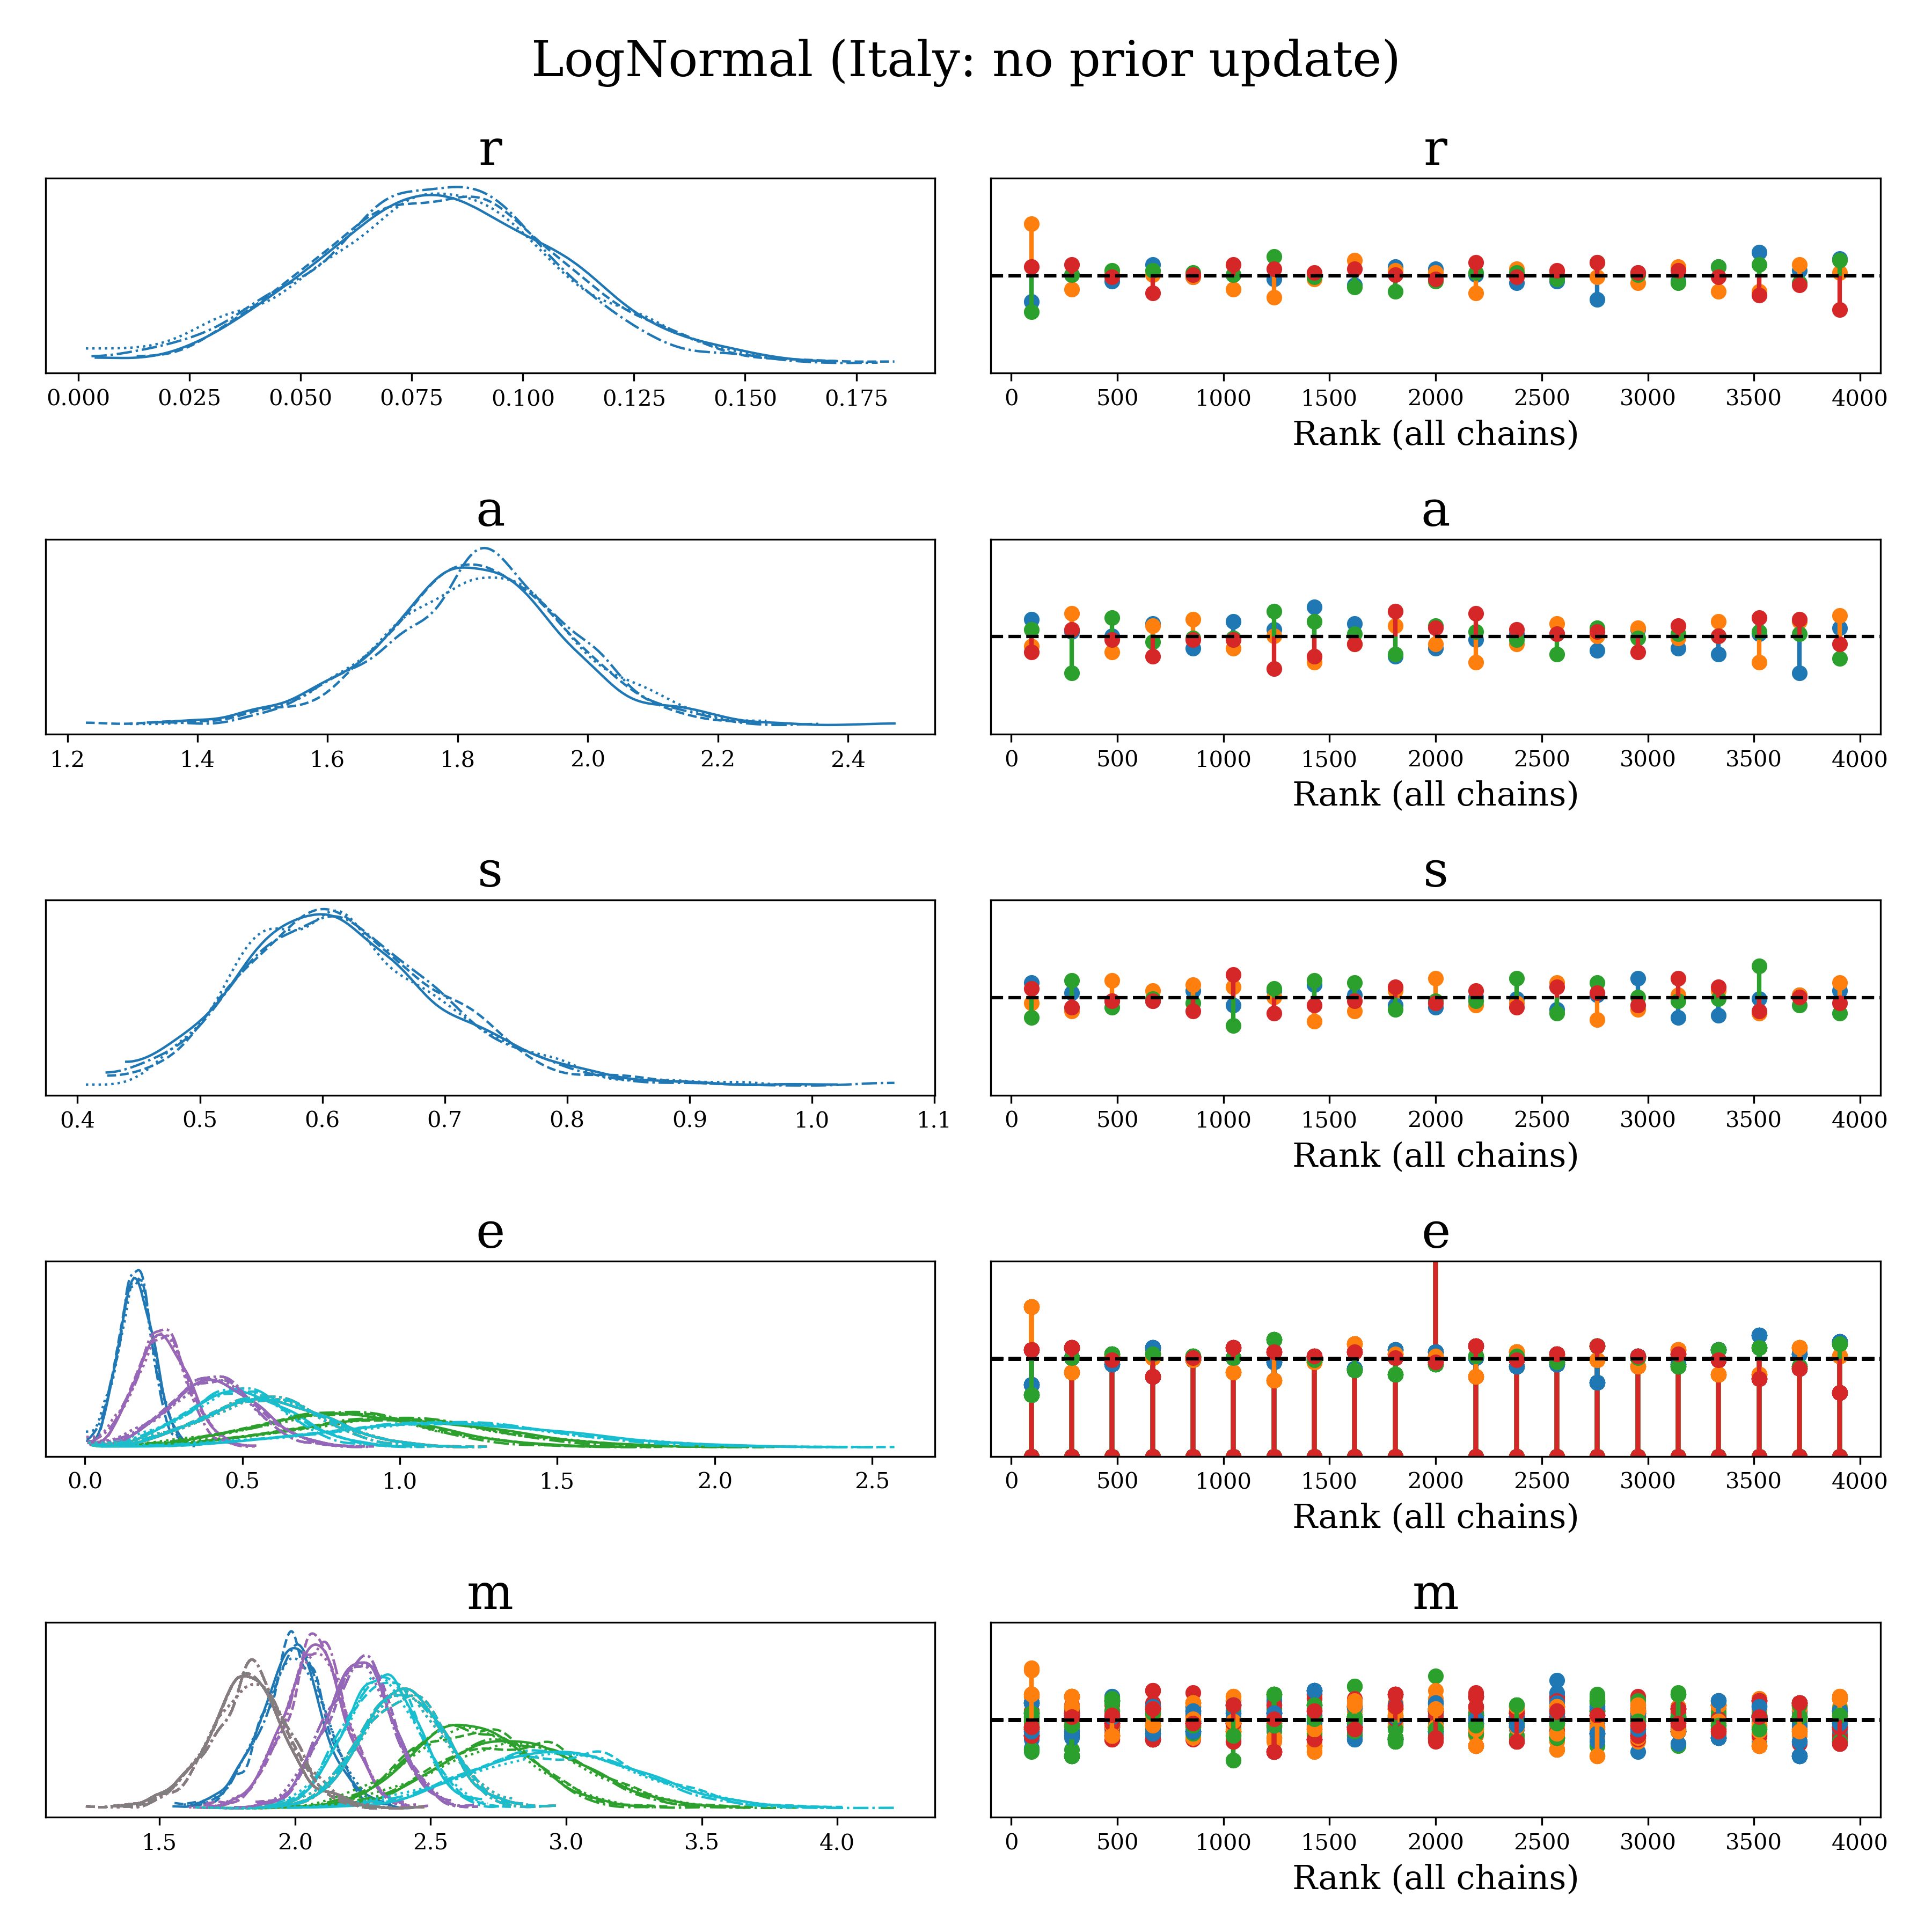 LogNormal (Italy: no prior update)
r
r
0.000 0.025 0.050 0.075 0.100 0.125 0.150 0.175
0 500 1000 1500 2000 2500 3000 3500 4000
Rank (all chains)
a
a
1.2 1.4 1.6 1.8 2.0 2.2 2.4
0 500 1000 1500 2000 2500 3000 3500 4000
Rank (all chains)
s
s
0.4 0.5 0.6 0.7 0.8 0.9 1.0 1.1
0 500 1000 1500 2000 2500 3000 3500 4000
Rank (all chains)
e
e
0.0 0.5 1.0 1.5 2.0 2.5
0 500 1000 1500 2000 2500 3000 3500 4000
Rank (all chains)
m
m
1.5 2.0 2.5 3.0 3.5 4.0
0 500 1000 1500 2000 2500 3000 3500 4000
Rank (all chains)